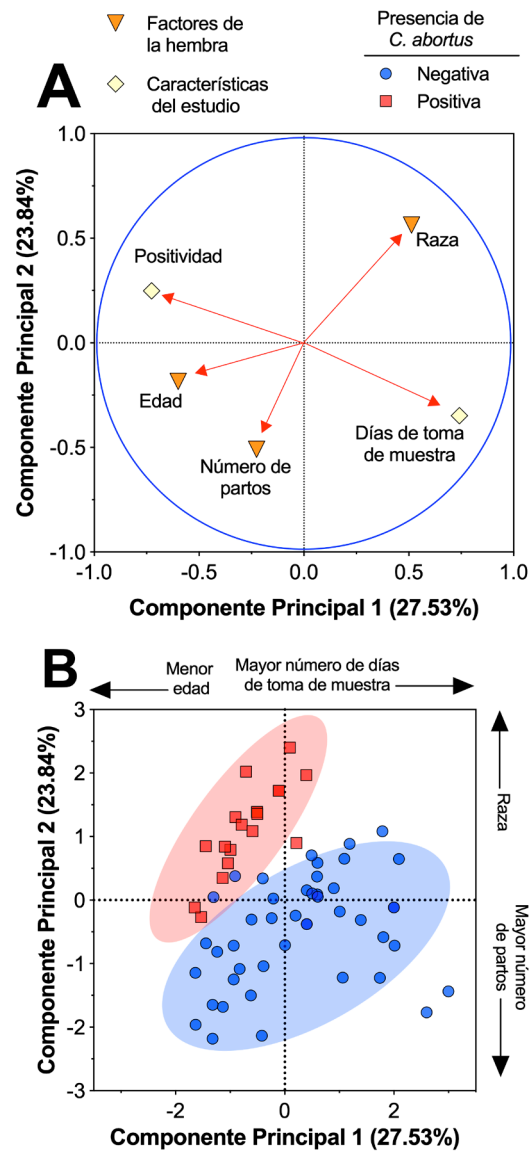 Factores de
la hembra
Características
del estudio
Presencia de
C. abortus
Negativa
Positiva
A
1.0
0.5
0.0
-0.5
-1.0
Componente Principal 2 (23.84%)
Positividad
Raza
Edad
Número de
partos
Días de toma
de muestra
-1.0
-0.5
0.0
0.5
1.0
Componente Principal 1 (27.53%)
B
Menor
edad
Mayor número de días
de toma de muestra
3
2
1
0
-1
-2
-3
Componente Principal 2 (23.84%)
Raza
Mayor número
de partos
-2
0
2
Componente Principal 1 (27.53%)